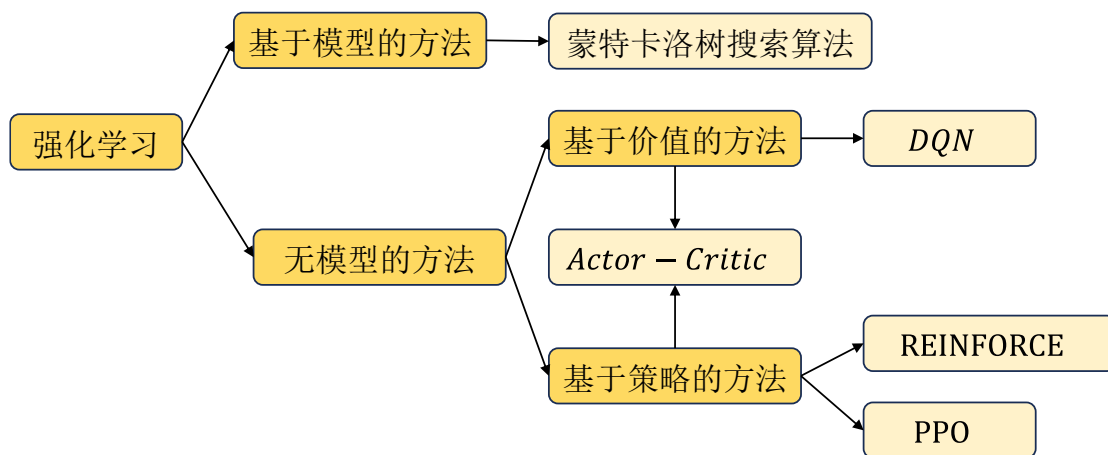 基于模型的方法
蒙特卡洛树搜索算法
强化学习
基于价值的方法
DQN
无模型的方法
Actor − Critic
基于策略的方法
REINFORCE
PPO